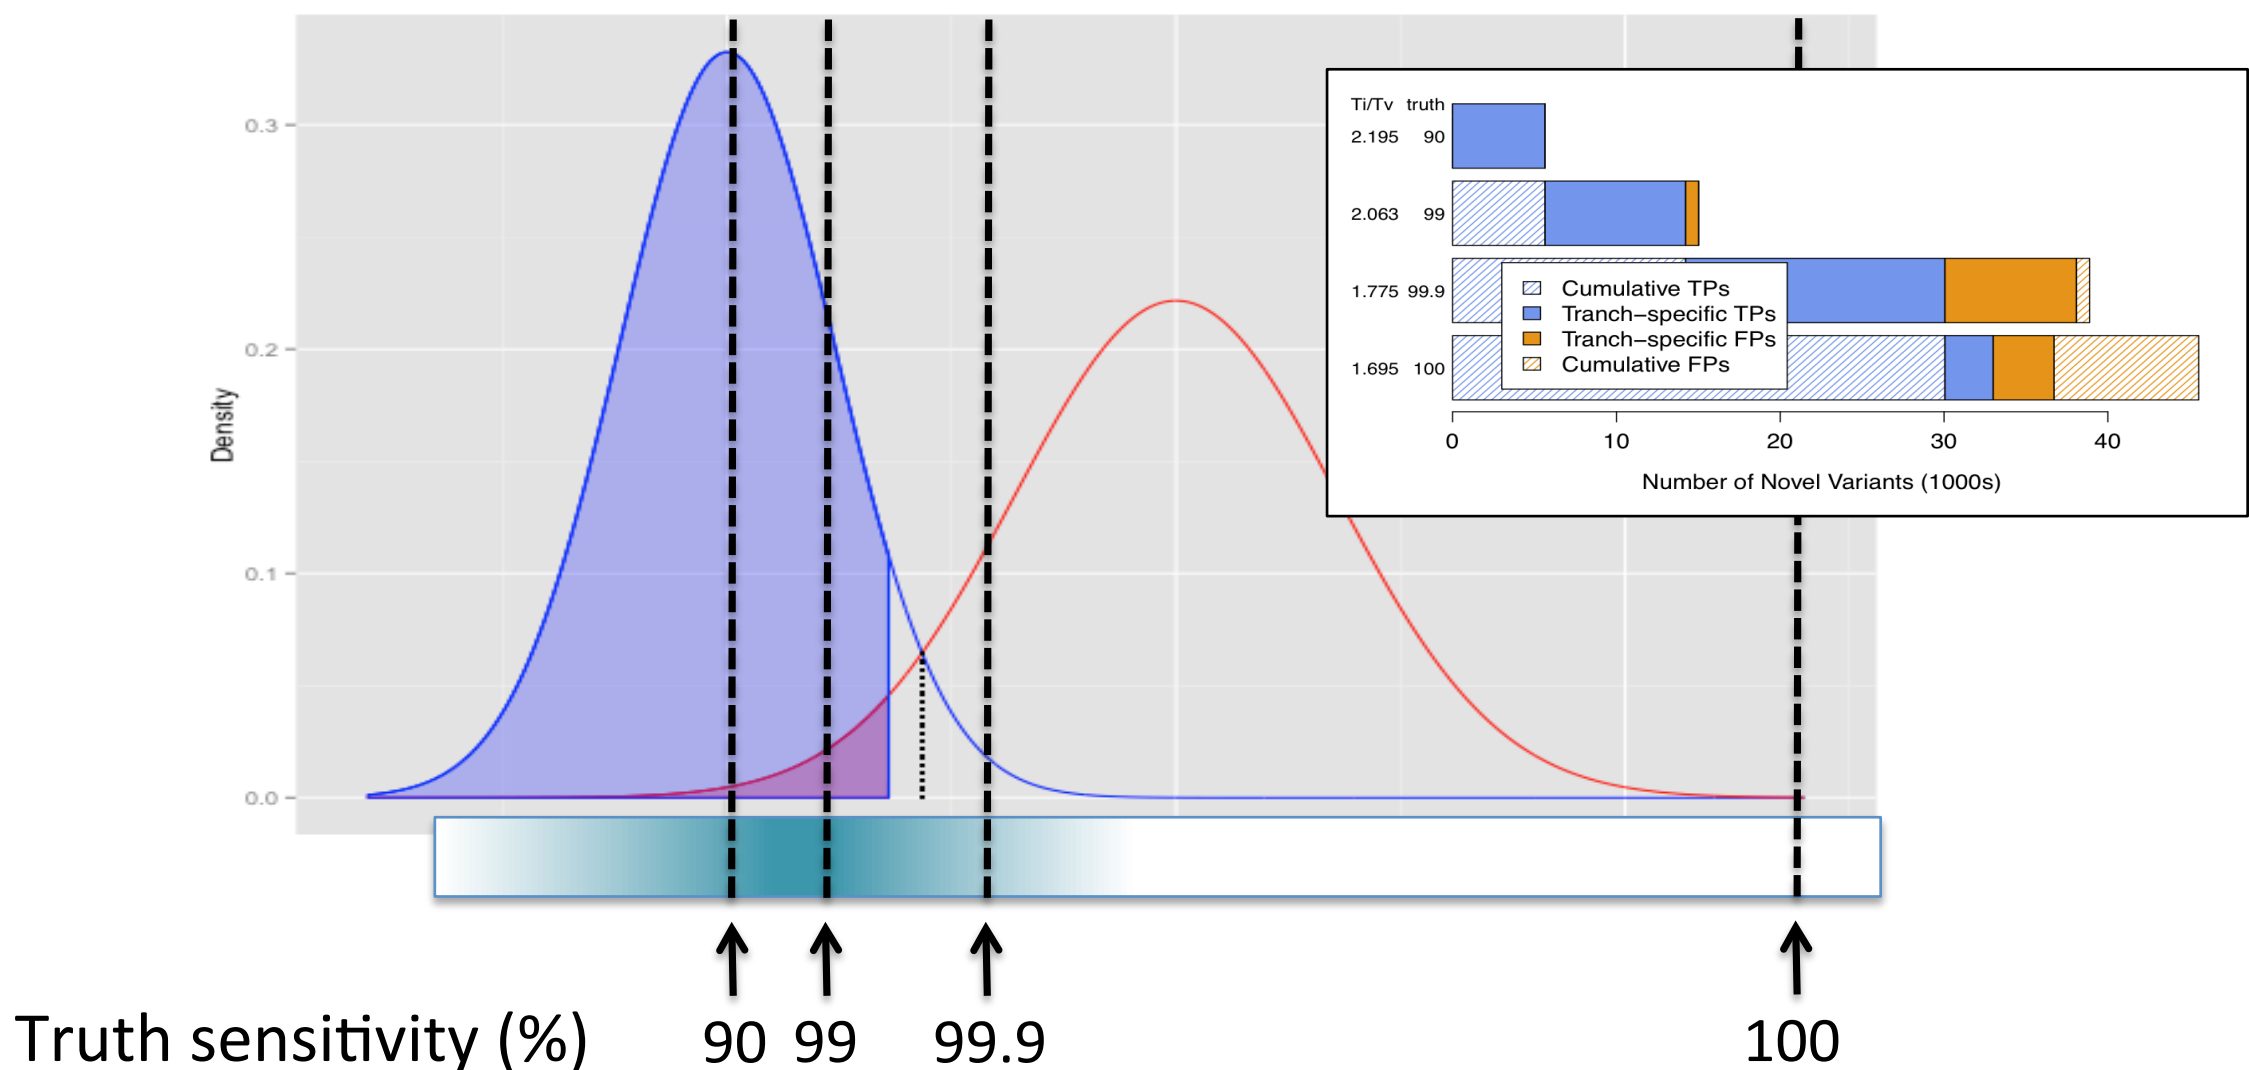 0.3
0.2
0.1
0.0
Density
Ti/Tv truth
2.195 90
2.063 99
1.775 99.9
1.695 100
Cumulative TPs
Tranch−specific TPs
Tranch−specific FPs
Cumulative FPs
0 10 20 30 40
Number of Novel Variants (1000s)
Truth sensitivity (%) 90 99 99.9 100